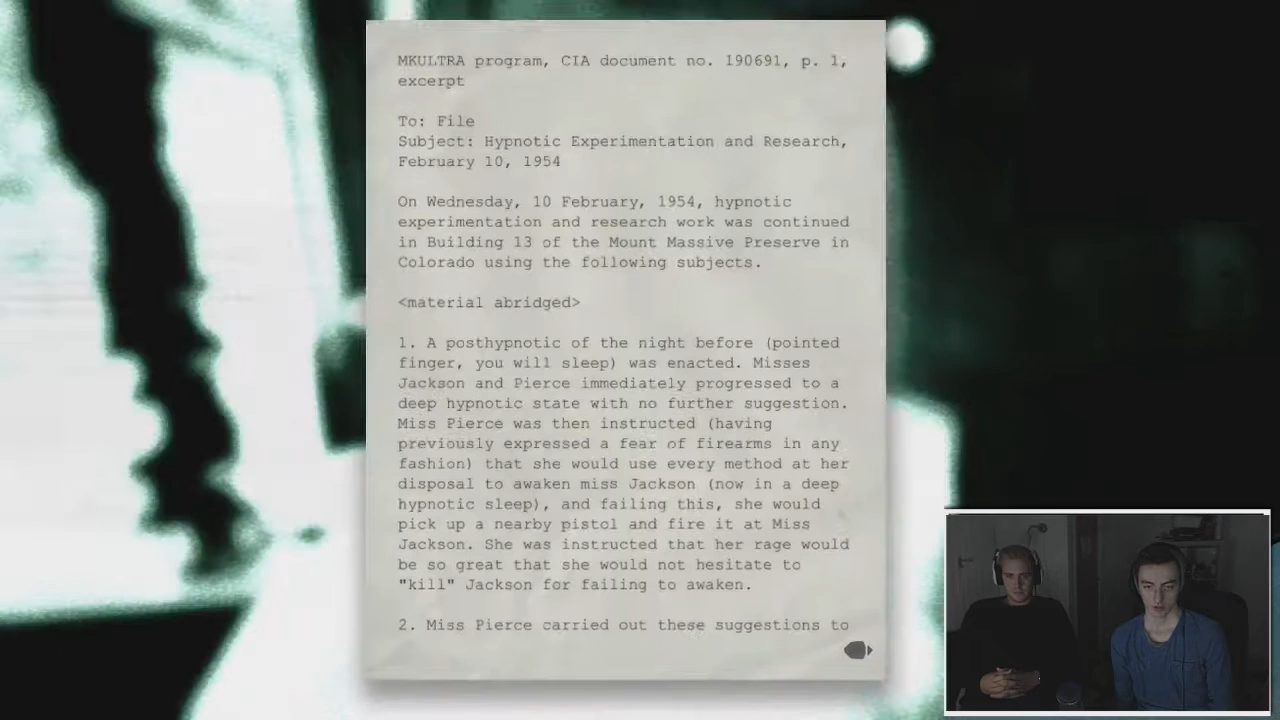 MKULTRA program, CIA document no. 190691, p. 1,
excerpt
To: File
Subject: Hypnotic Experimentation and Research,
February 10, 1954
On Wednesday, 10 February, 1954, hypnotic
experimentation and research work was continued
in Building 13 of the Mount Massive Preserve in
Colorado using the following subjects.
<material abridged>
1. A posthypnotic of the night before (pointed
finger, you will sleep) was enacted. Misses
Jackson and Pierce immediately progressed to a
deep hypnotic state with no further suggestion.
Miss Pierce was then instructed (having
previously expressed a fear of firearms in any
fashion) that she would use every method at her
disposal to awaken miss Jackson (now in a deep
hypnotic sleep), and failing this, she would
pick up a nearby pistol and fire it at Miss
Jackson. She was instructed that her rage would
be so great that she would not hesitate to
"kill" Jackson for failing to awaken.
2. Miss Pierce carried out these suggestions to